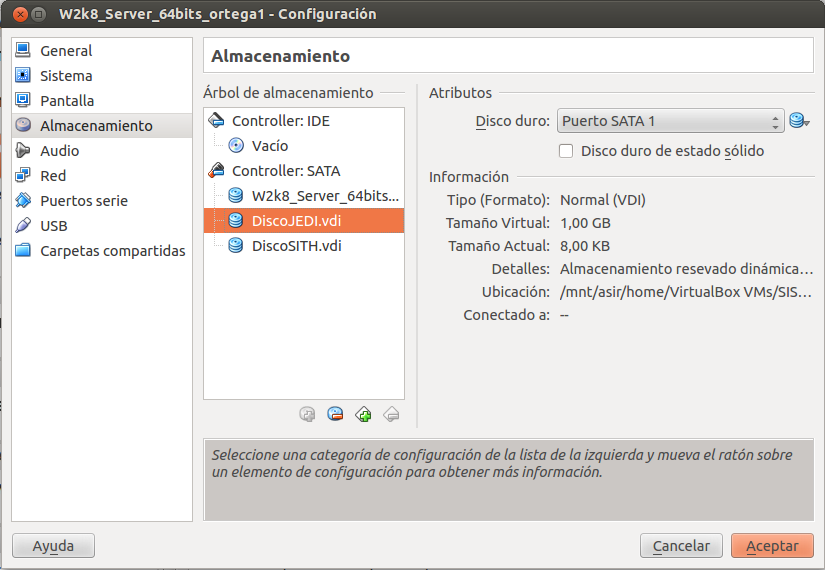 W2k8_Server_64bits_ortega1 - Configuración
General
Sistema
Pantalla
Almacenamiento
Audio
Red
Puertos serie
USB
Carpetas compartidas
Almacenamiento
Árbol de almacenamiento
Controller: IDE
Vacío
Controller: SATA
W2k8_Server_64bits...
DiscoJEDI.vdi
DiscoSITH.vdi
Atributos
Disco duro: Puerto SATA 1
Disco duro de estado sólido
Información
Tipo (Formato): Normal (VDI)
Tamaño Virtual: 1,00 GB
Tamaño Actual: 8,00 KB
Detalles: Almacenamiento resevado dinámica...
Ubicación: /mnt/asir/home/VirtualBox VMs/SIS...
Conectado a: --
Seleccione una categoría de configuración de la lista de la izquierda y mueva el ratón sobre
un elemento de configuración para obtener más información.
Ayuda
Cancelar
Aceptar